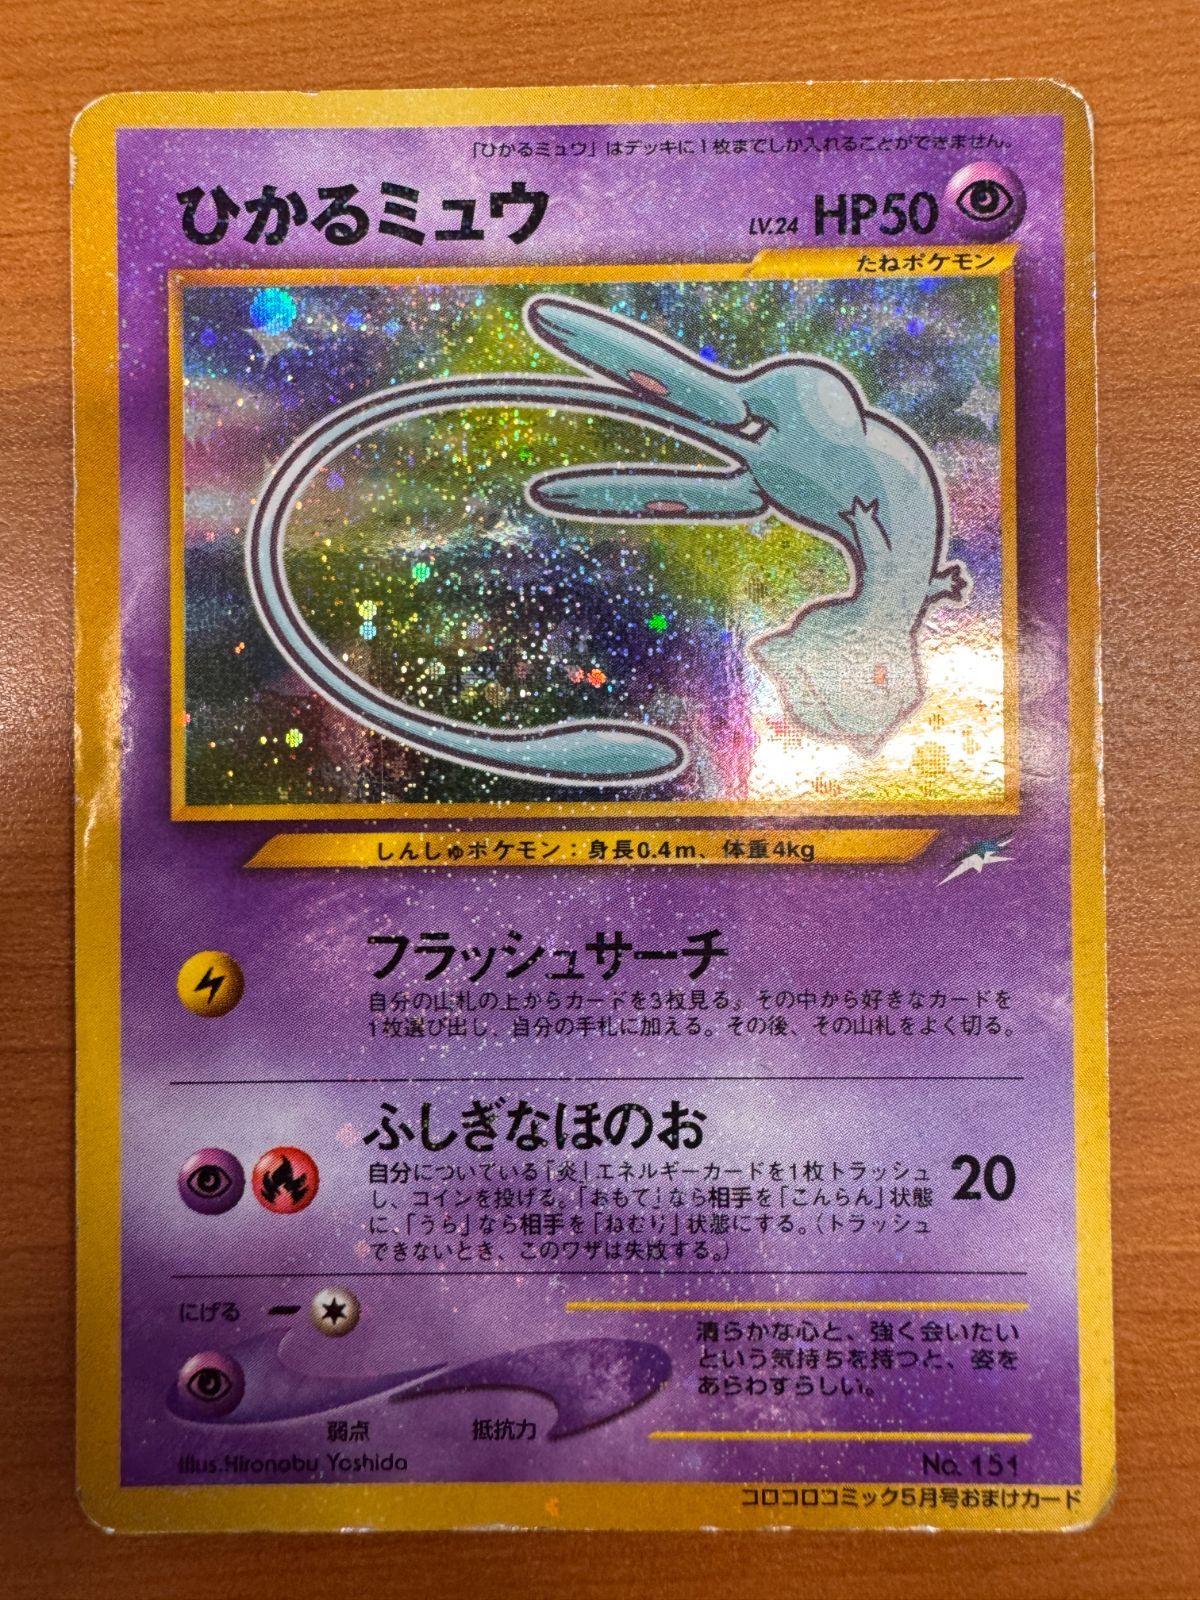 「ひかるミュウ」はデッキに1枚までしか入れることができません。
ひかるミュウ LV.24 HP50
たねポケモン
しんしゅポケモン：身長0.4m、体重4kg
フラッシュサーチ
自分の山札の上からカードを3枚見る。その中から好きなカードを
1枚選び出し、自分の手札に加える。その後、その山札をよく切る。
ふしぎなほのお 20
自分についている「炎」エネルギーカードを1枚トラッシュ
し、コインを投げる。「おもて」なら相手を「こんらん」状態
に、「うら」なら相手を「ねむり」状態にする。（トラッシュ
できないとき、このワザは失敗する。）
にげる
清らかな心と、強く会いたい
という気持ちを持つと、姿を
あらわすらしい。
弱点 抵抗力
Illus.Hironobu Yoshida No. 151
コロコロコミック5月号おまけカード